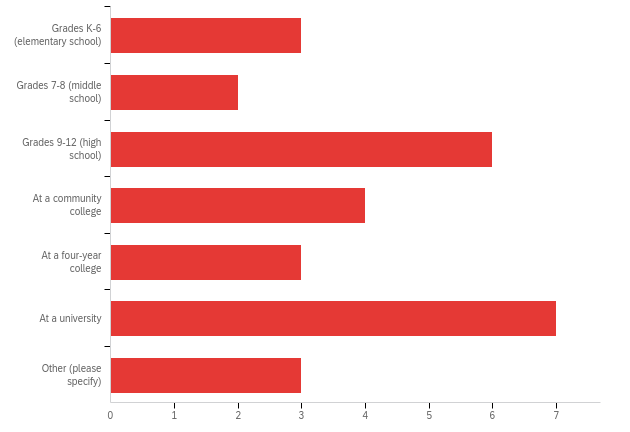 Grades K-6
(elementary school)
Grades 7-8 (middle
school)
Grades 9-12 (high
school)
At a community
college
At a four-year
college
At a university
Other (please
specify)
0 1 2 3 4 5 6 7